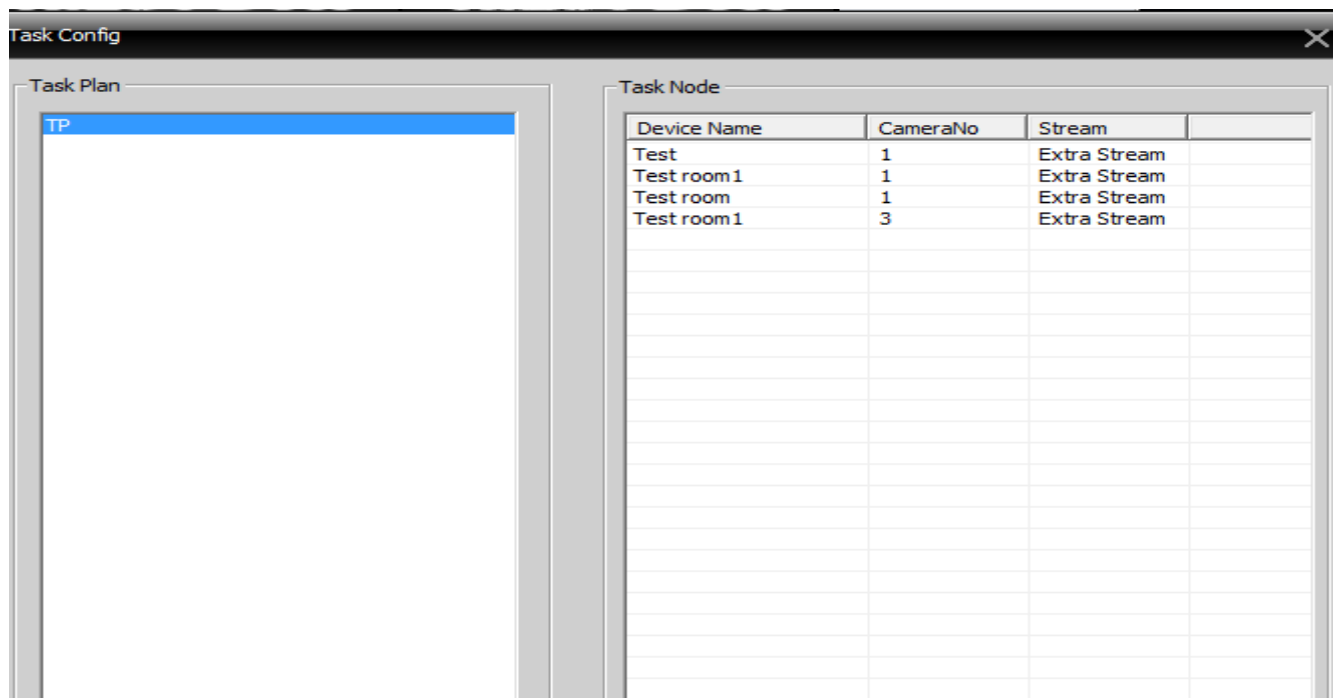 Task Config
Task Plan
TP
Task Node
Device Name CameraNo Stream
Test 1 Extra Stream
Test room1 1 Extra Stream
Test room 1 Extra Stream
Test room1 3 Extra Stream